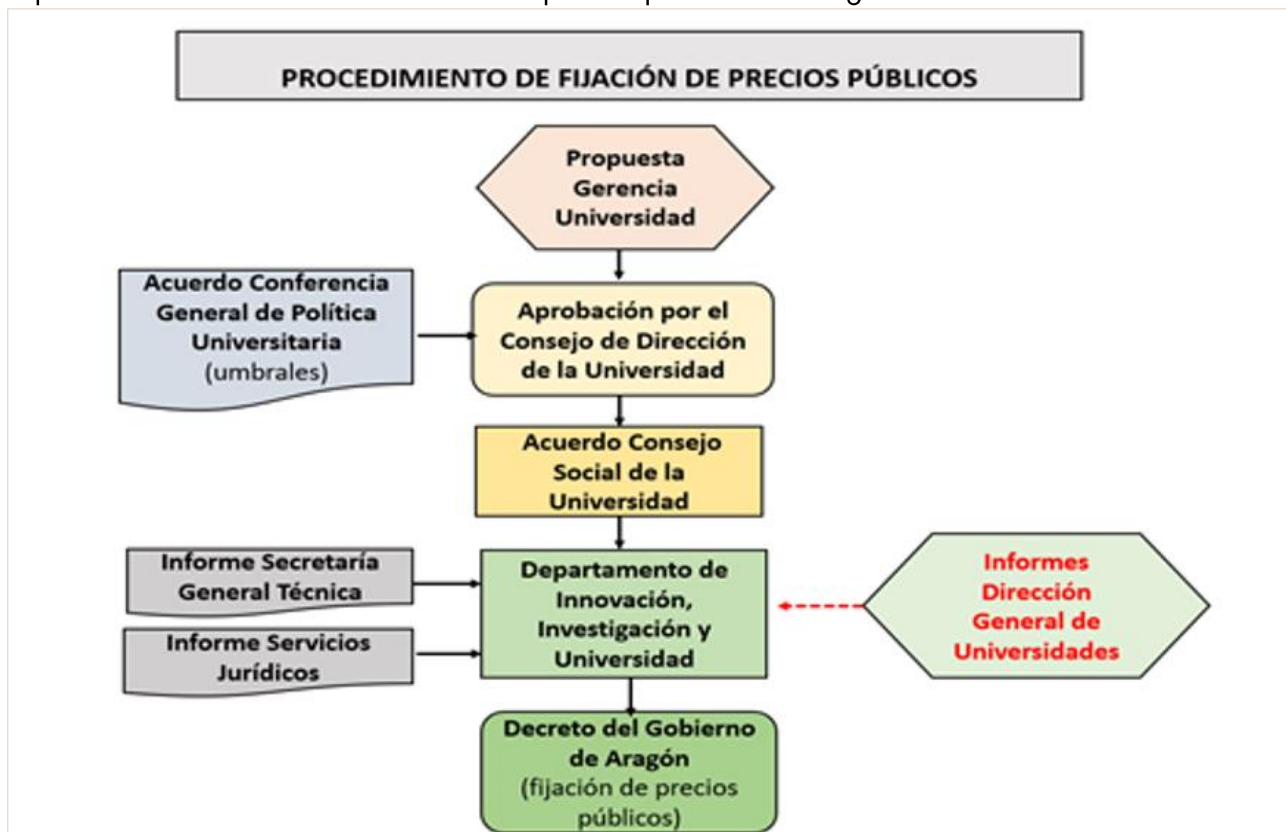 PROCEDIMIENTO DE FIJACIÓN DE PRECIOS PÚBLICOS
Propuesta
Gerencia
Universidad
Acuerdo Conferencia
General de Política
Universitaria
(umbrales)
Aprobación por el
Consejo de Dirección
de la Universidad
Acuerdo Consejo
Social de la
Universidad
Informe Secretaría
General Técnica
Informe Servicios
Jurídicos
Departamento de
Innovación,
Investigación y
Universidad
Informes
Dirección
General de
Universidades
Decreto del Gobierno
de Aragón
(fijación de precios
públicos)